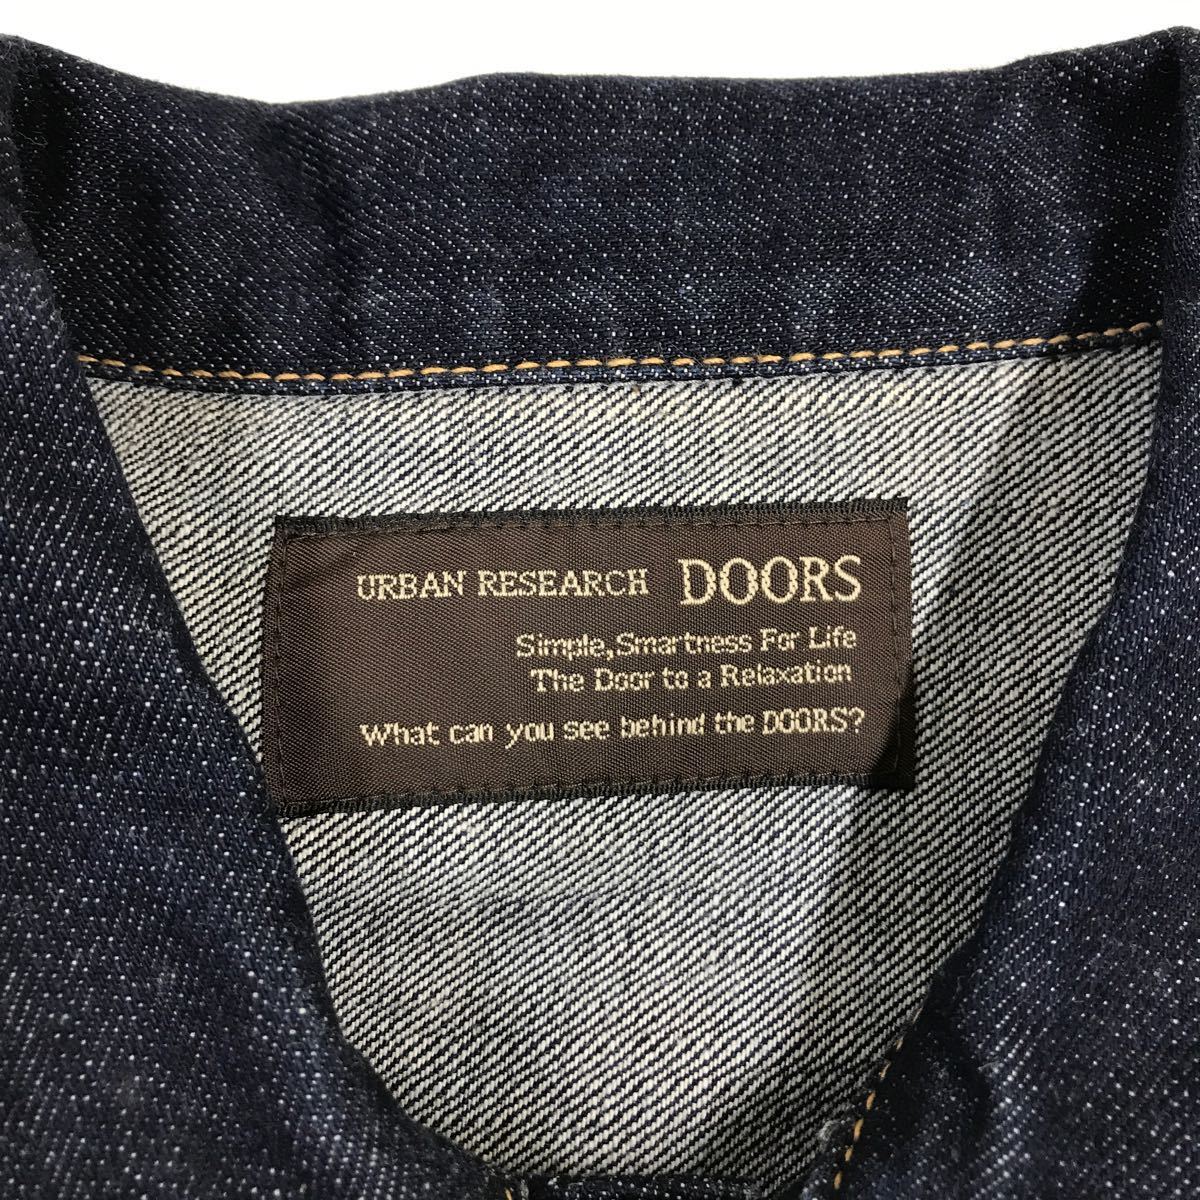 URBAN RESEARCH DOORS
Simple,Smartness For Life
The Door to a Relaxation
What can you see behind the DOORS?